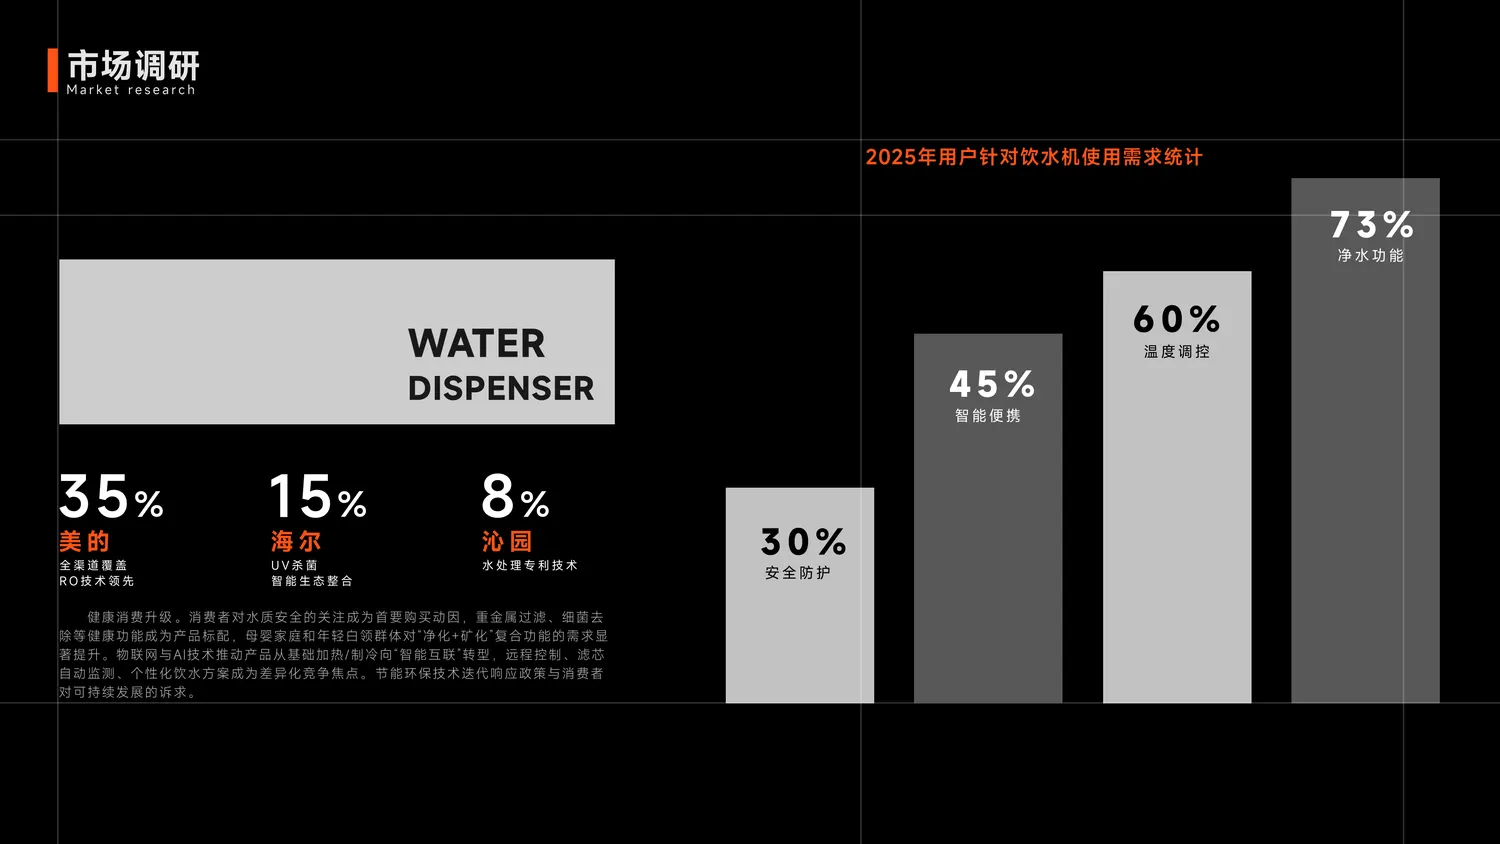 市场调研
Market research
2025年用户针对饮水机使用需求统计
WATER
DISPENSER
35%
美的
全渠道覆盖
RO技术领先
15%
海尔
UV杀菌
智能生态整合
8%
沁园
水处理专利技术
健康消费升级。消费者对水质安全的关注成为首要购买动因，重金属过滤、细菌去
除等健康功能成为产品标配，母婴家庭和年轻白领群体对“净化+矿化”复合功能的需求显
著提升。物联网与AI技术推动产品从基础加热/制冷向“智能互联”转型，远程控制、滤芯
自动监测、个性化饮水方案成为差异化竞争焦点。节能环保技术迭代响应政策与消费者
对可持续发展的诉求。
30%
安全防护
45%
智能便携
60%
温度调控
73%
净水功能